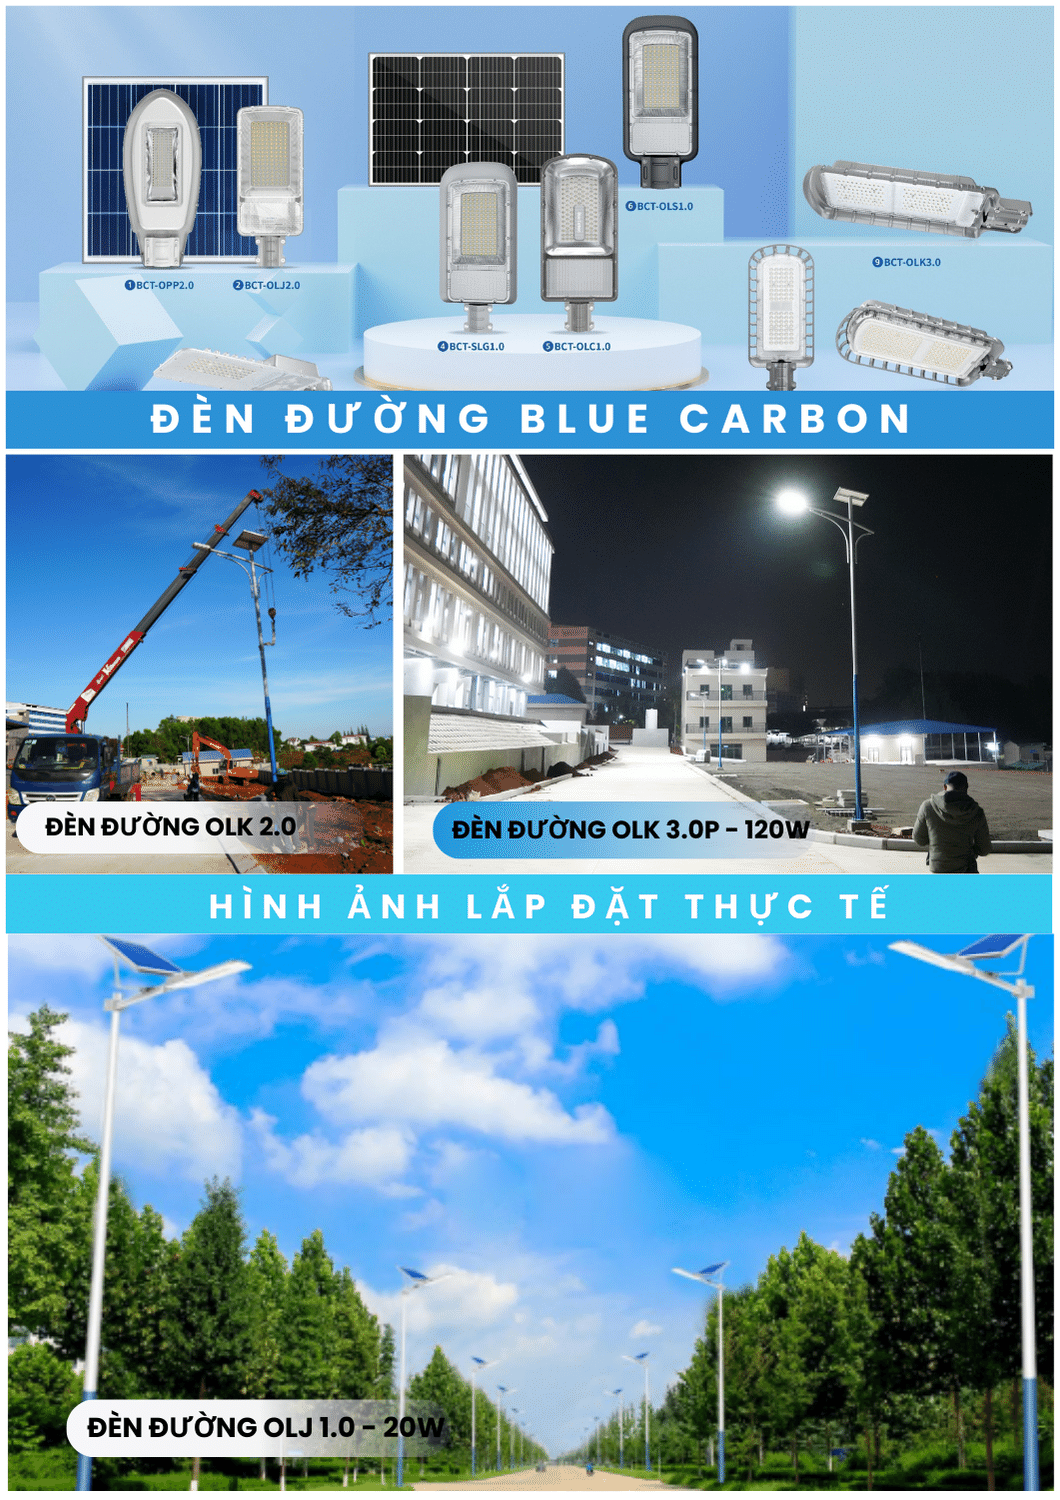 ❻BCT-OLS1.0
❾BCT-OLK3.0
❶BCT-OPP2.0
❷BCT-OLJ2.0
❹BCT-SLG1.0
❺BCT-OLC1.0
ĐÈN ĐƯỜNG BLUE CARBON
ĐÈN ĐƯỜNG OLK 2.0
ĐÈN ĐƯỜNG OLK 3.0P - 120W
HÌNH ẢNH LẮP ĐẶT THỰC TẾ
ĐÈN ĐƯỜNG OLJ 1.0 - 20W